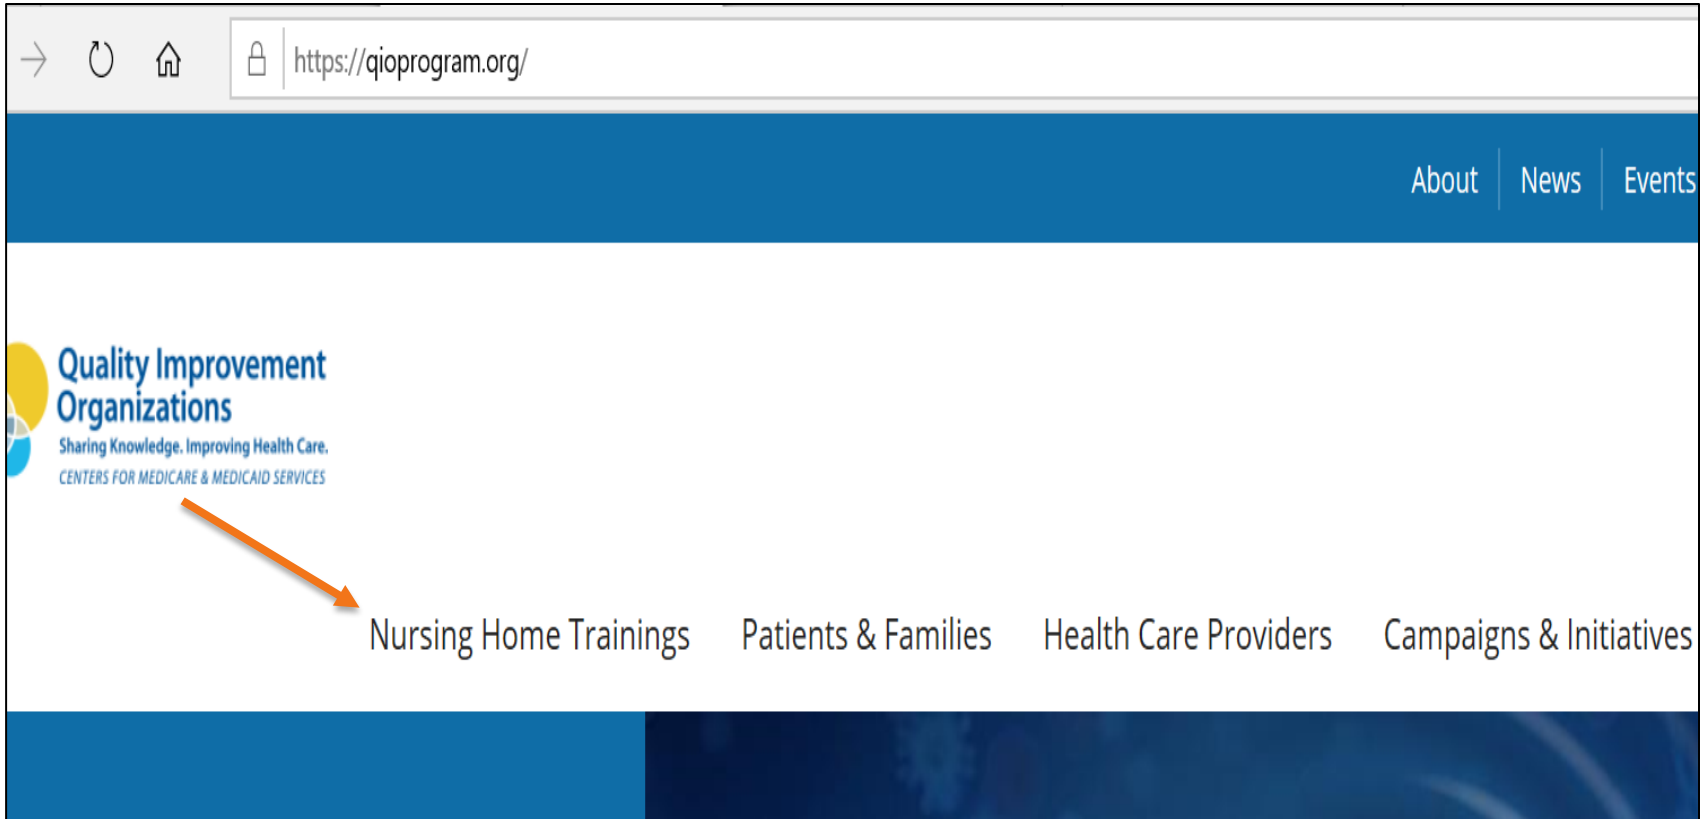 https://qioprogram.org/
About News Events
Quality Improvement
Organizations
Sharing Knowledge. Improving Health Care.
CENTERS FOR MEDICARE & MEDICAID SERVICES
Nursing Home Trainings Patients & Families Health Care Providers Campaigns & Initiatives